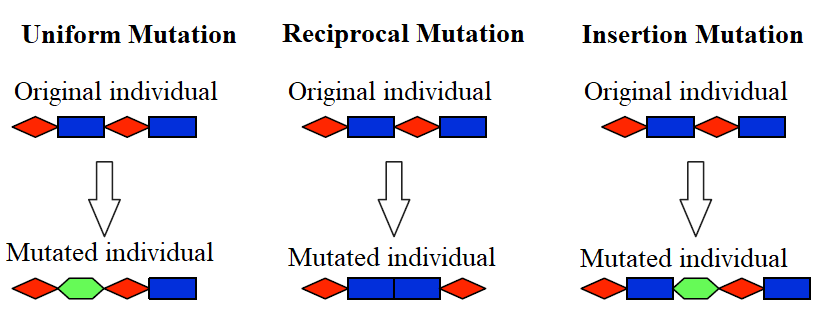 Uniform Mutation
Reciprocal Mutation
Insertion Mutation
Original individual
Original individual
Original individual
Mutated individual
Mutated individual
Mutated individual